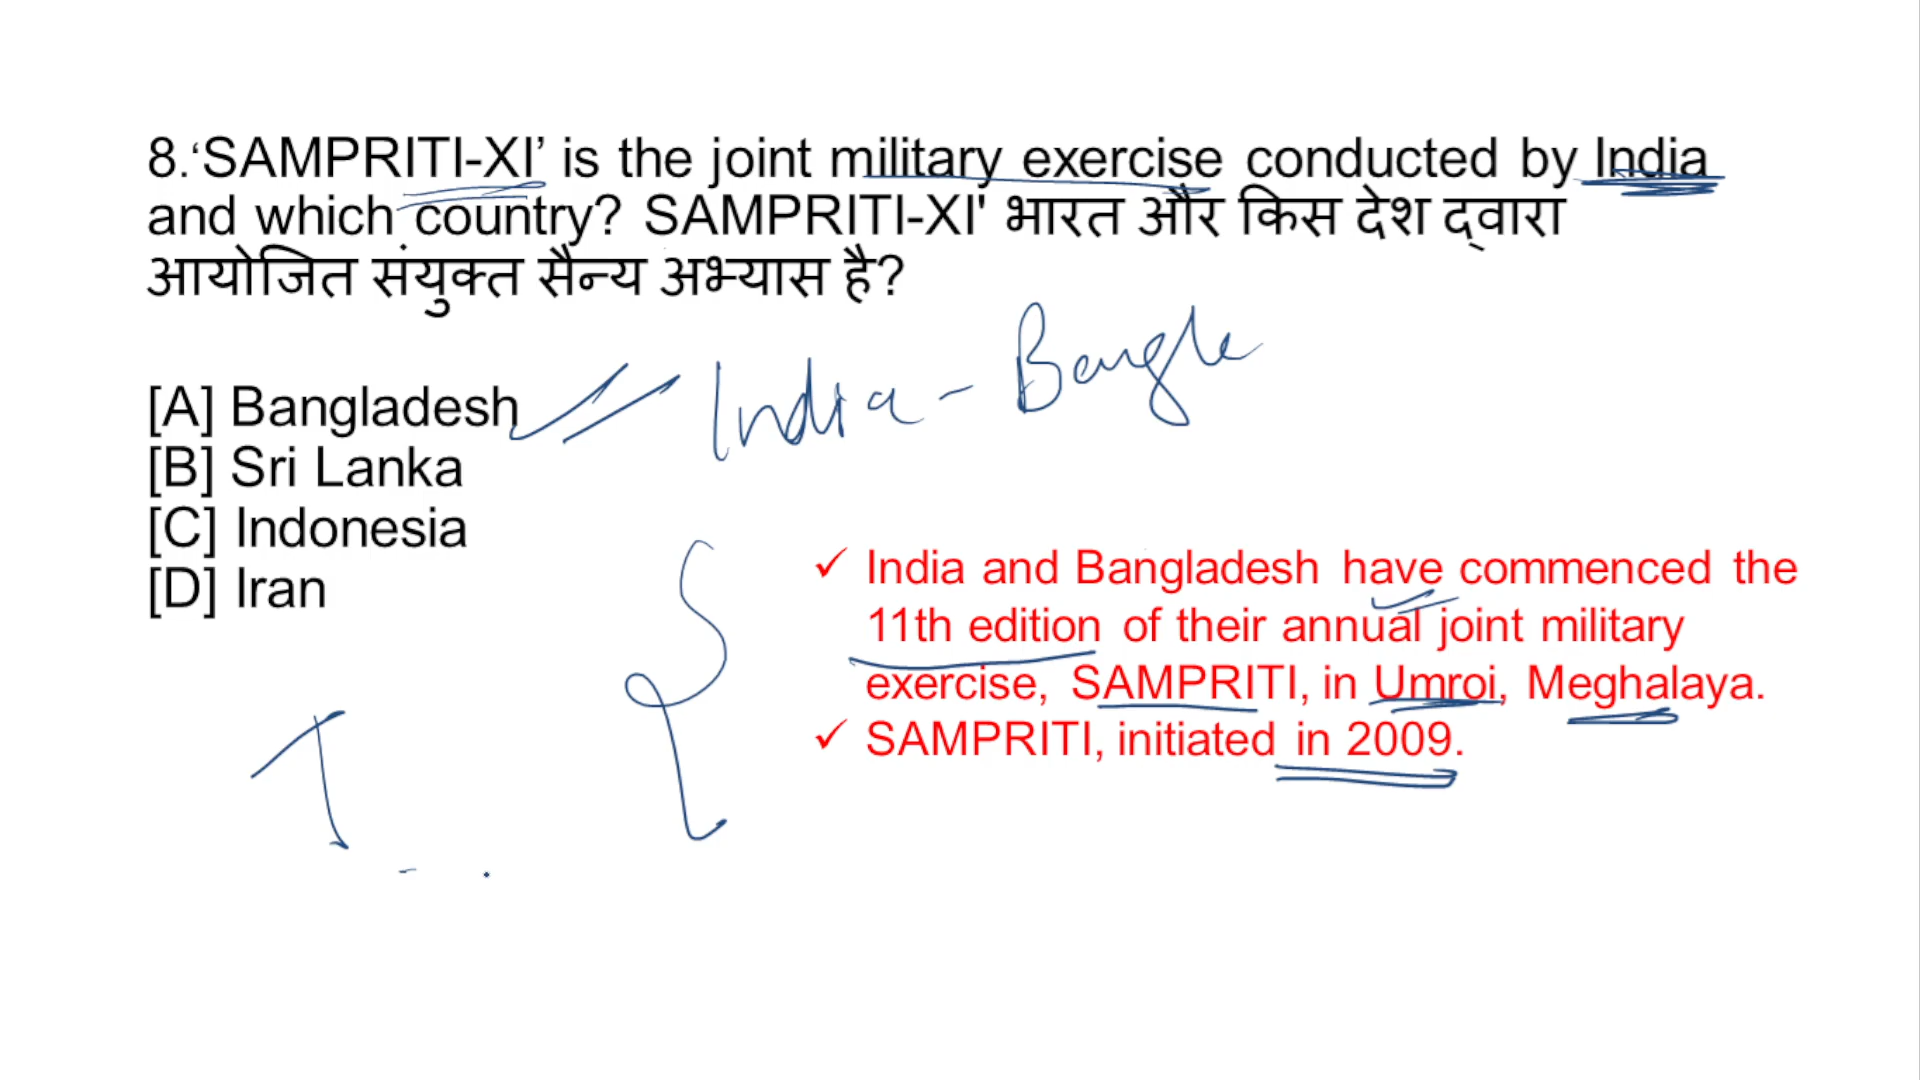 8.‘SAMPRITI-XI’ is the joint military exercise conducted by India
and which country? SAMPRITI-XI' भारत और किस देश द्वारा
आयोजित संयुक्त सैन्य अभ्यास है?
India - Bangle
[A] Bangladesh
[B] Sri Lanka
[C] Indonesia
[D] Iran
✓ India and Bangladesh have commenced the
11th edition of their annual joint military
exercise, SAMPRITI, in Umroi, Meghalaya.
✓ SAMPRITI, initiated in 2009.